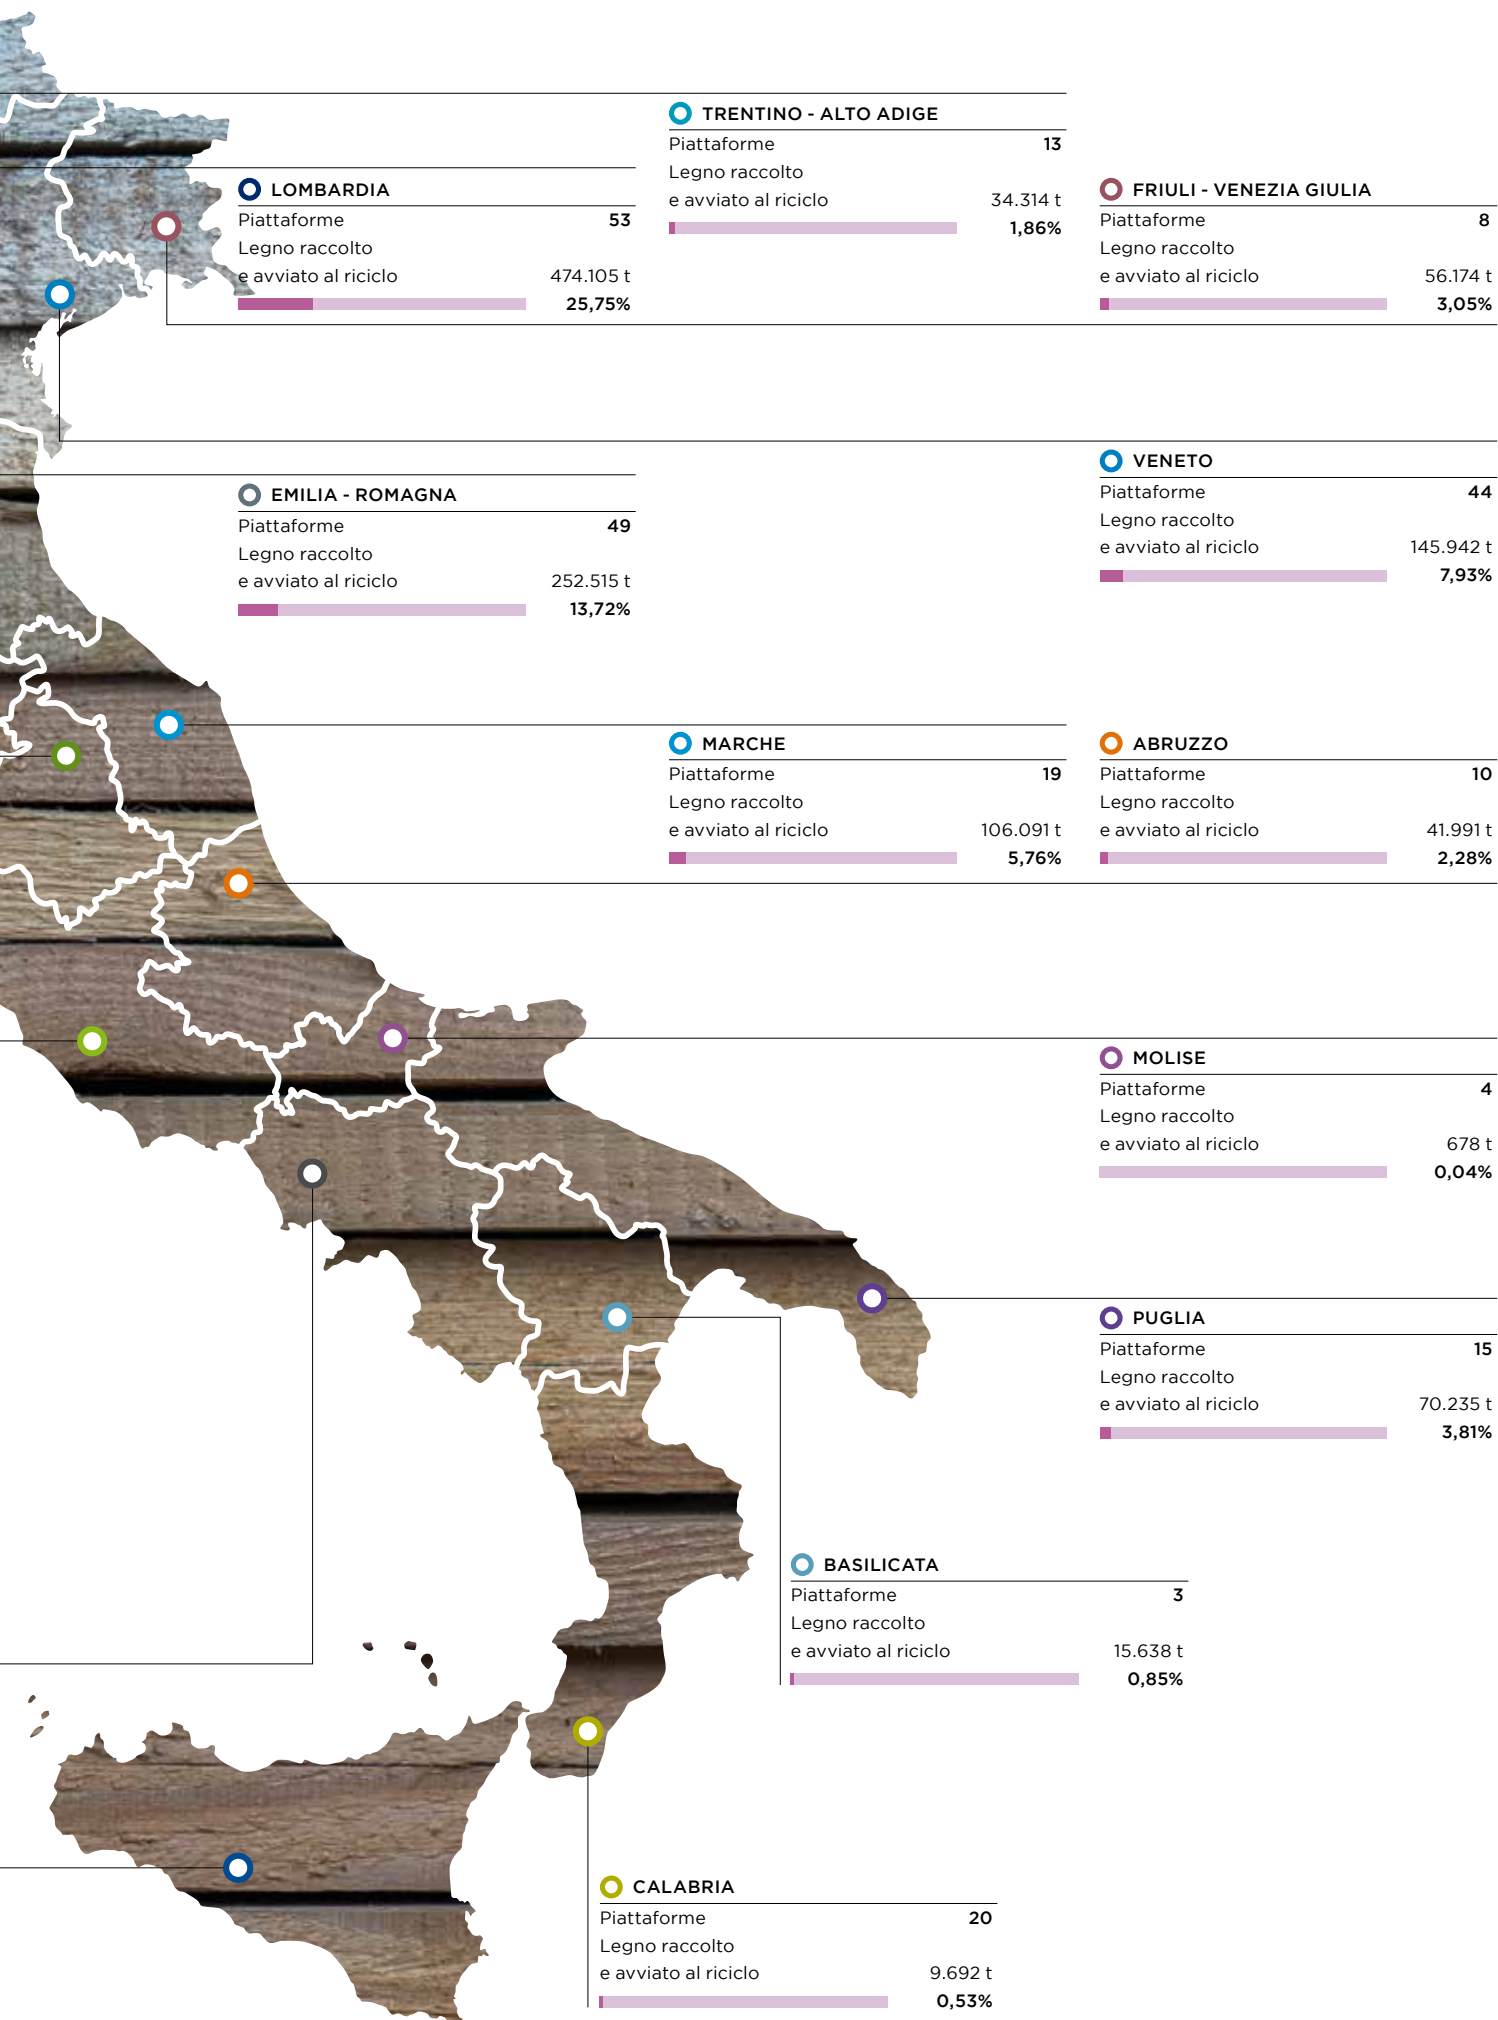 TRENTINO - ALTO ADIGE
Piattaforme 13
Legno raccolto
e avviato al riciclo 34.314 t
1,86%
LOMBARDIA
Piattaforme 53
Legno raccolto
e avviato al riciclo 474.105 t
25,75%
FRIULI - VENEZIA GIULIA
Piattaforme 8
Legno raccolto
e avviato al riciclo 56.174 t
3,05%
VENETO
Piattaforme 44
Legno raccolto
e avviato al riciclo 145.942 t
7,93%
EMILIA - ROMAGNA
Piattaforme 49
Legno raccolto
e avviato al riciclo 252.515 t
13,72%
MARCHE
Piattaforme 19
Legno raccolto
e avviato al riciclo 106.091 t
5,76%
ABRUZZO
Piattaforme 10
Legno raccolto
e avviato al riciclo 41.991 t
2,28%
MOLISE
Piattaforme 4
Legno raccolto
e avviato al riciclo 678 t
0,04%
PUGLIA
Piattaforme 15
Legno raccolto
e avviato al riciclo 70.235 t
3,81%
BASILICATA
Piattaforme 3
Legno raccolto
e avviato al riciclo 15.638 t
0,85%
CALABRIA
Piattaforme 20
Legno raccolto
e avviato al riciclo 9.692 t
0,53%